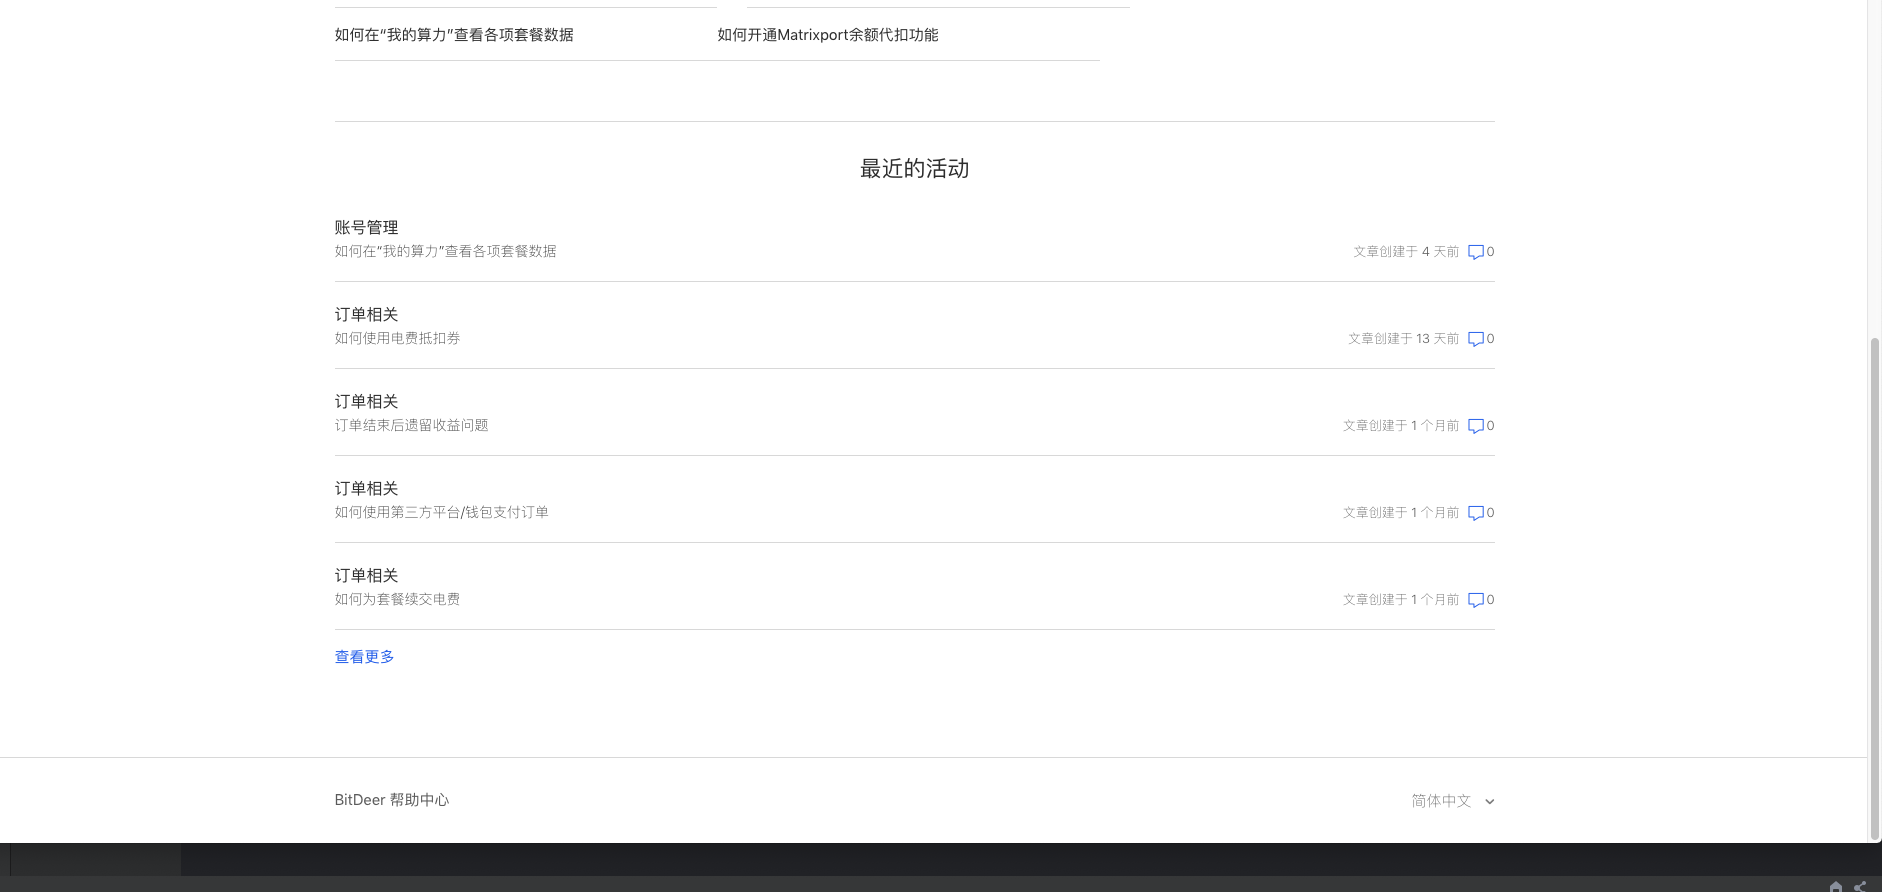 如何在“我的算力”查看各项套餐数据
如何开通Matrixport余额代扣功能
最近的活动
账号管理
如何在“我的算力”查看各项套餐数据
文章创建于 4 天前 0
订单相关
如何使用电费抵扣券
文章创建于 13 天前 0
订单相关
订单结束后遗留收益问题
文章创建于 1 个月前 0
订单相关
如何使用第三方平台/钱包支付订单
文章创建于 1 个月前 0
订单相关
如何为套餐续交电费
文章创建于 1 个月前 0
查看更多
BitDeer 帮助中心
简体中文